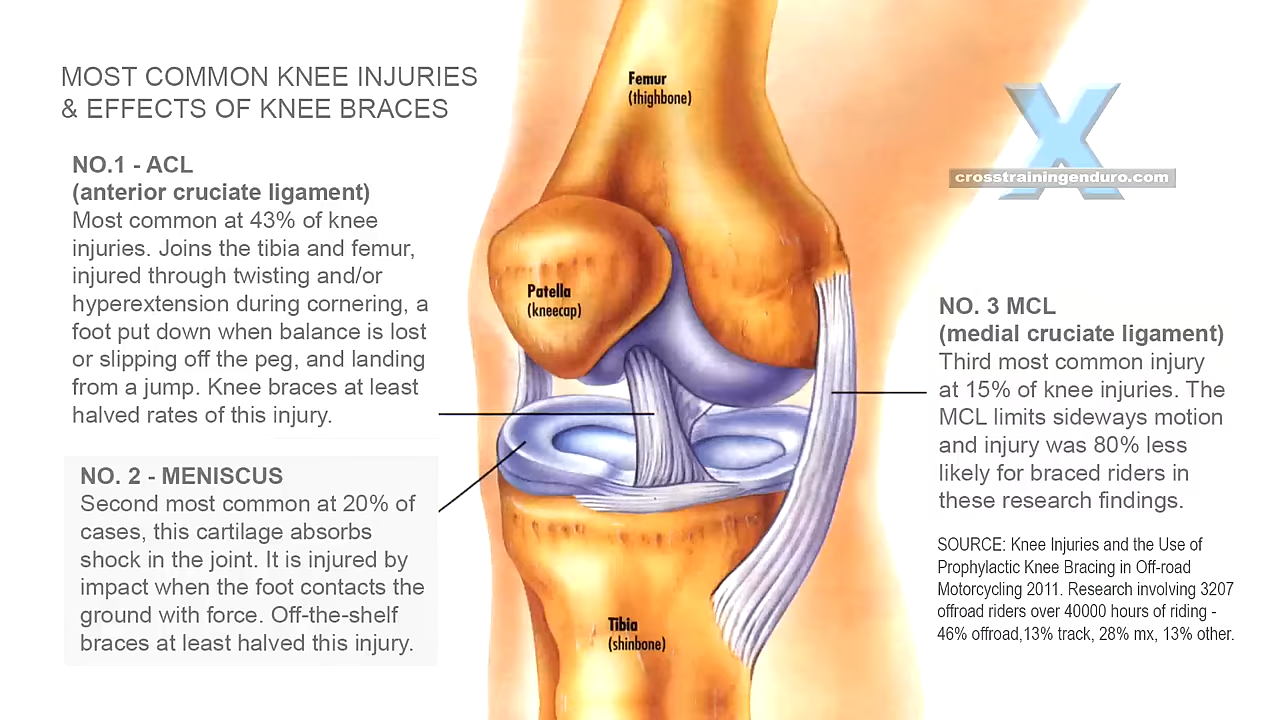 MOST COMMON KNEE INJURIES
& EFFECTS OF KNEE BRACES
NO.1 - ACL
(anterior cruciate ligament)
Most common at 43% of knee
injuries. Joins the tibia and femur,
injured through twisting and/or
hyperextension during cornering, a
foot put down when balance is lost
or slipping off the peg, and landing
from a jump. Knee braces at least
halved rates of this injury.
NO. 2 - MENISCUS
Second most common at 20% of
cases, this cartilage absorbs
shock in the joint. It is injured by
impact when the foot contacts the
ground with force. Off-the-shelf
braces at least halved this injury.
Femur
(thighbone)
Patella
(kneecap)
Tibia
(shinbone)
X
crosstrainingenduro.com
NO. 3 MCL
(medial cruciate ligament)
Third most common injury
at 15% of knee injuries. The
MCL limits sideways motion
and injury was 80% less
likely for braced riders in
these research findings.
SOURCE: Knee Injuries and the Use of
Prophylactic Knee Bracing in Off-road
Motorcycling 2011. Research involving 3207
offroad riders over 40000 hours of riding -
46% offroad,13% track, 28% mx, 13% other.